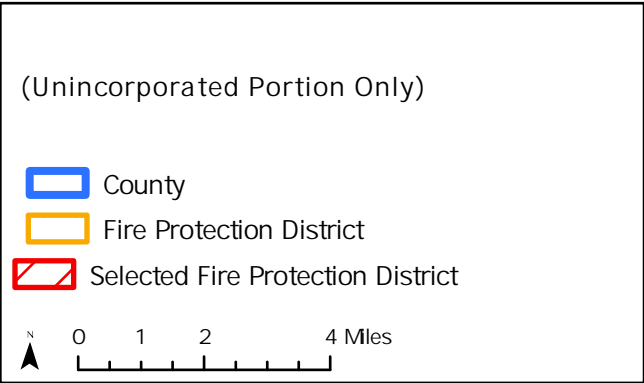 (Unincorporated Portion Only)
County
Fire Protection District
Selected Fire Protection District
N
0 1 2 4 Miles